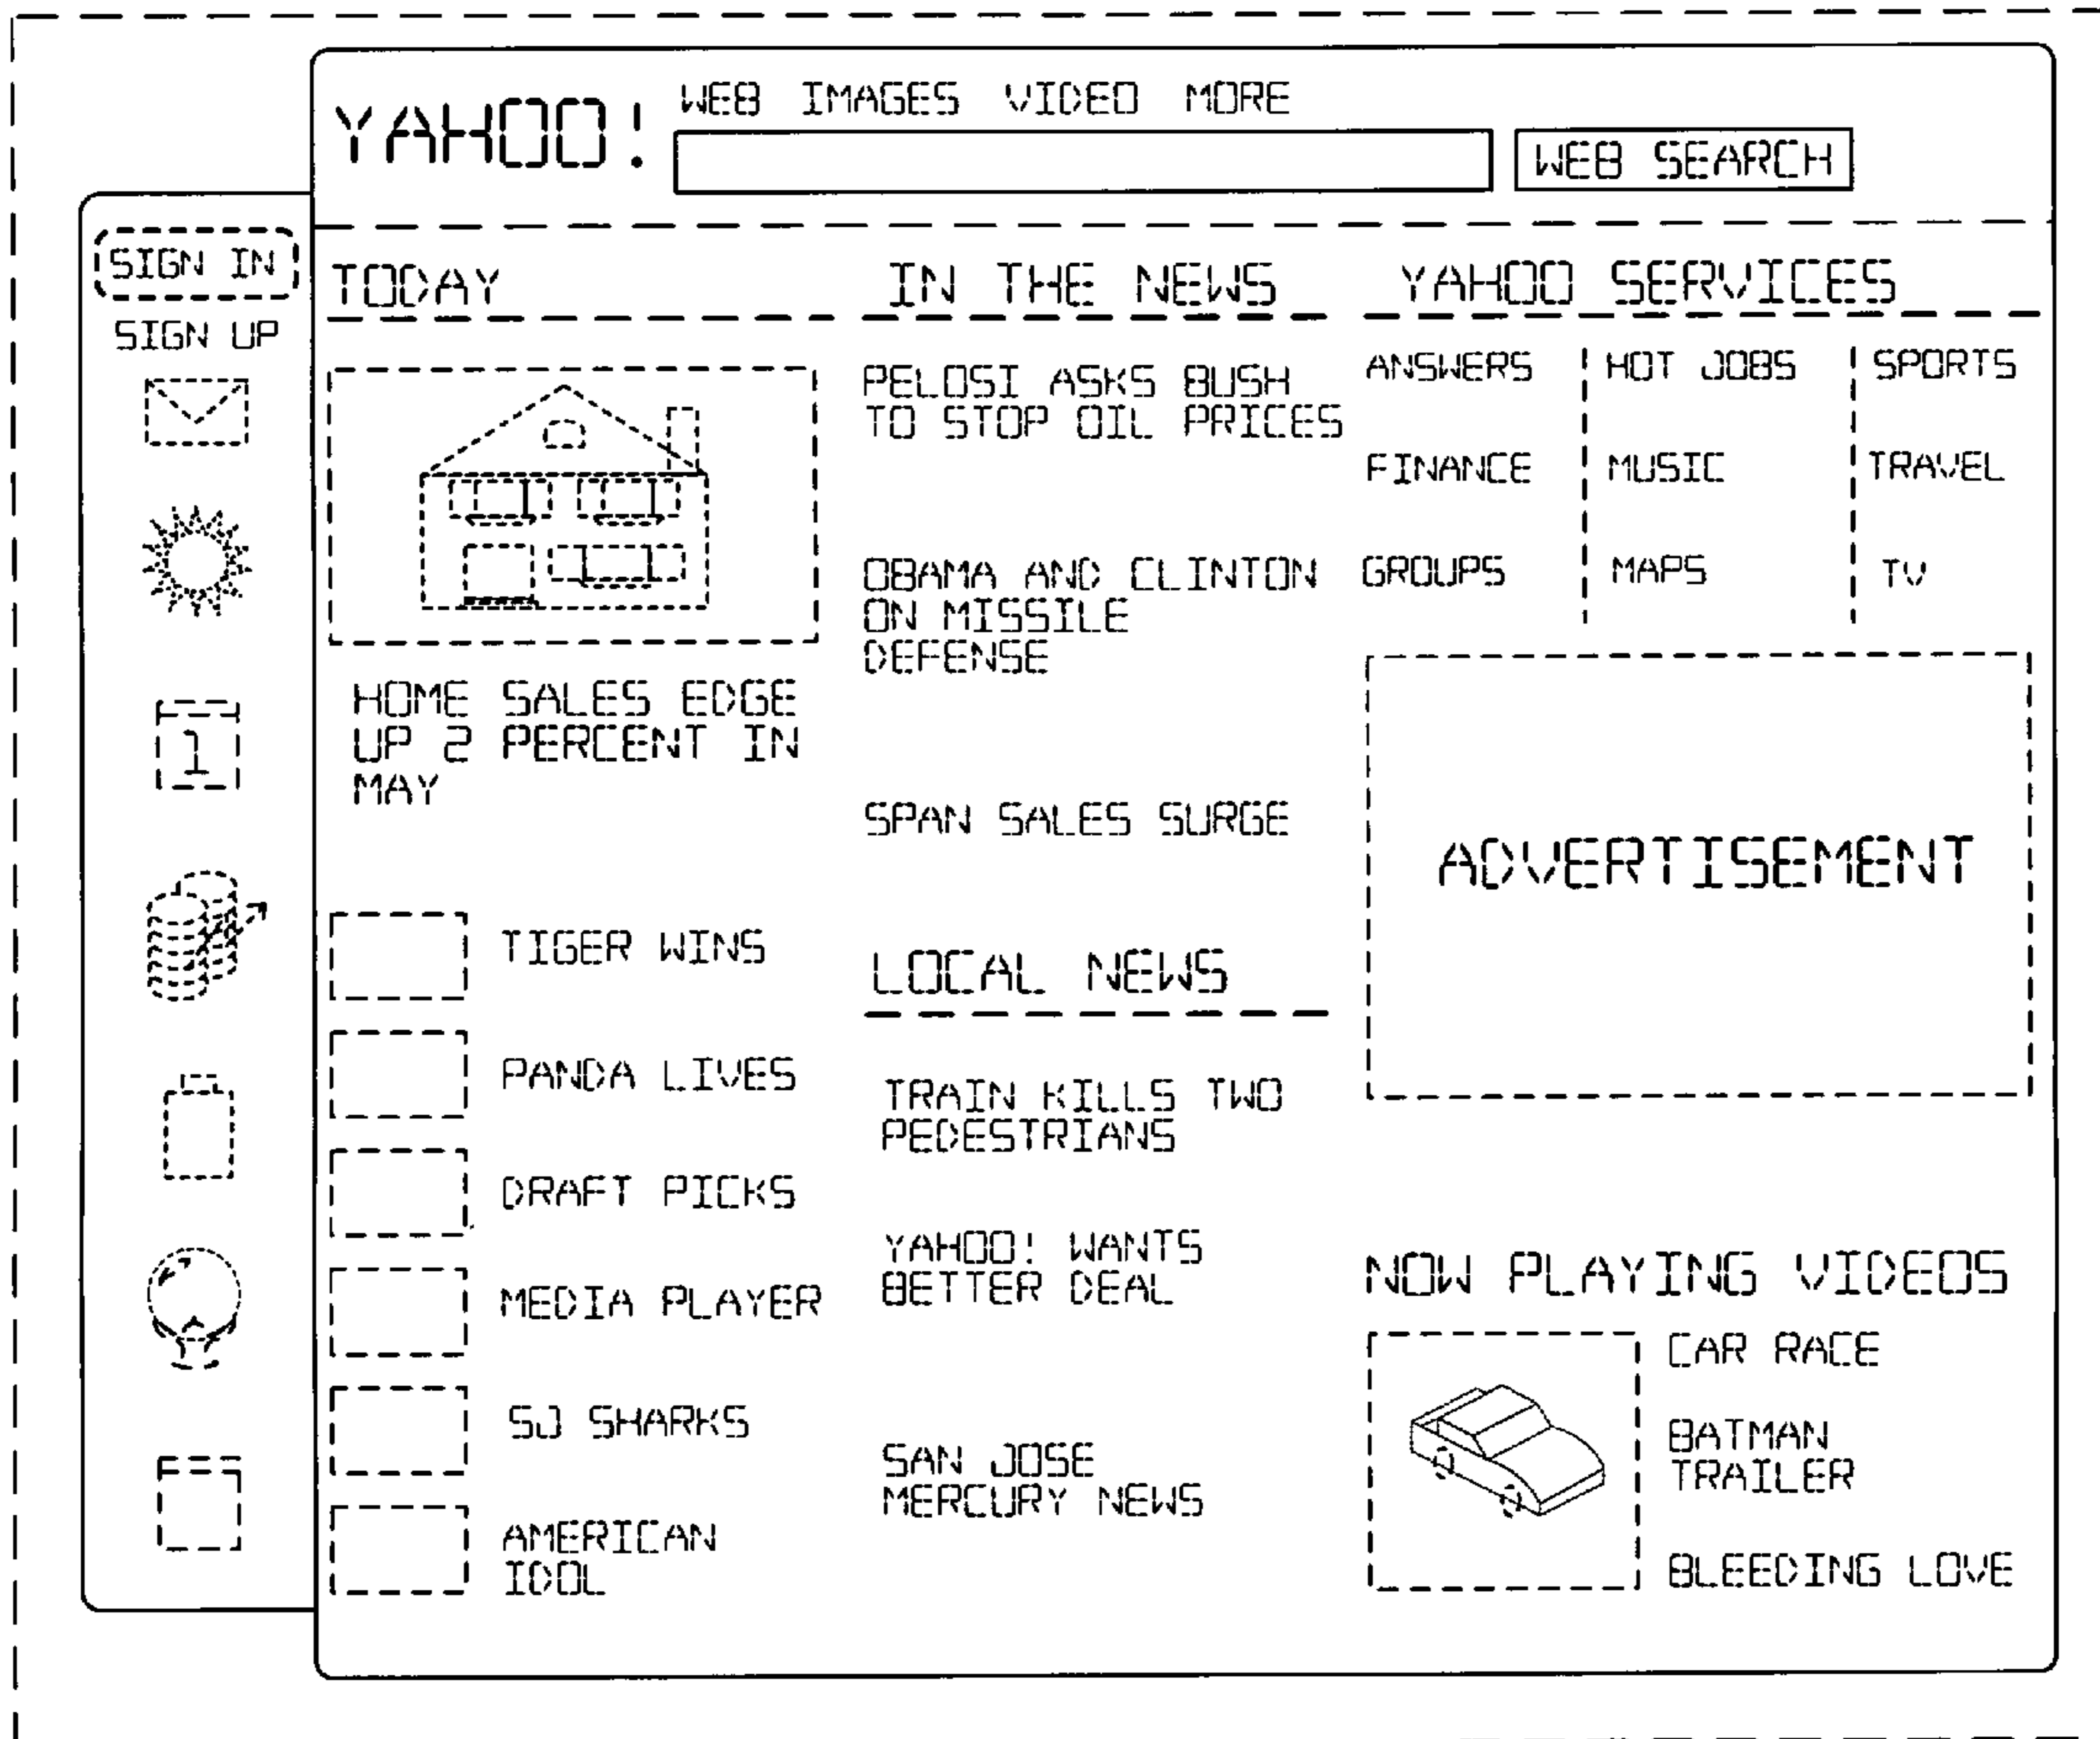 YAHOO!
WEB IMAGES VIDEO MORE
WEB SEARCH
SIGN IN
SIGN UP
1
TODAY
HOME SALES EDGE
UP 2 PERCENT IN
MAY
TIGER WINS
PANDA LIVES
DRAFT PICKS
MEDIA PLAYER
SJ SHARKS
AMERICAN
IDOL
IN THE NEWS
PELOSI ASKS BUSH
TO STOP OIL PRICES
OBAMA AND CLINTON
ON MISSILE
DEFENSE
SPAN SALES SURGE
LOCAL NEWS
TRAIN KILLS TWO
PEDESTRIANS
YAHOO! WANTS
BETTER DEAL
SAN JOSE
MERCURY NEWS
YAHOO SERVICES
ANSWERS HOT JOBS SPORTS
FINANCE MUSIC TRAVEL
GROUPS MAPS TV
ADVERTISEMENT
NOW PLAYING VIDEOS
CAR RACE
BATMAN
TRAILER
BLEEDING LOVE